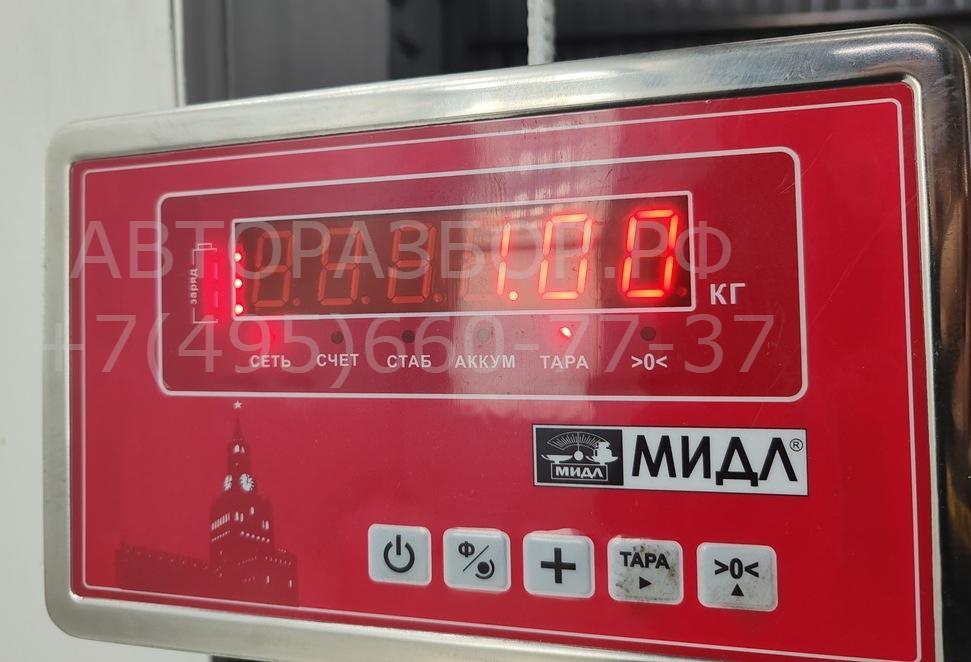 АВТОРАЗБОР.РФ
+7(495)660-77-37
заряд
1.00
КГ
СЕТЬ СЧЕТ СТАБ АККУМ ТАРА >0<
МИДЛ
МИДЛ®
Ф
+
ТАРА
>0<